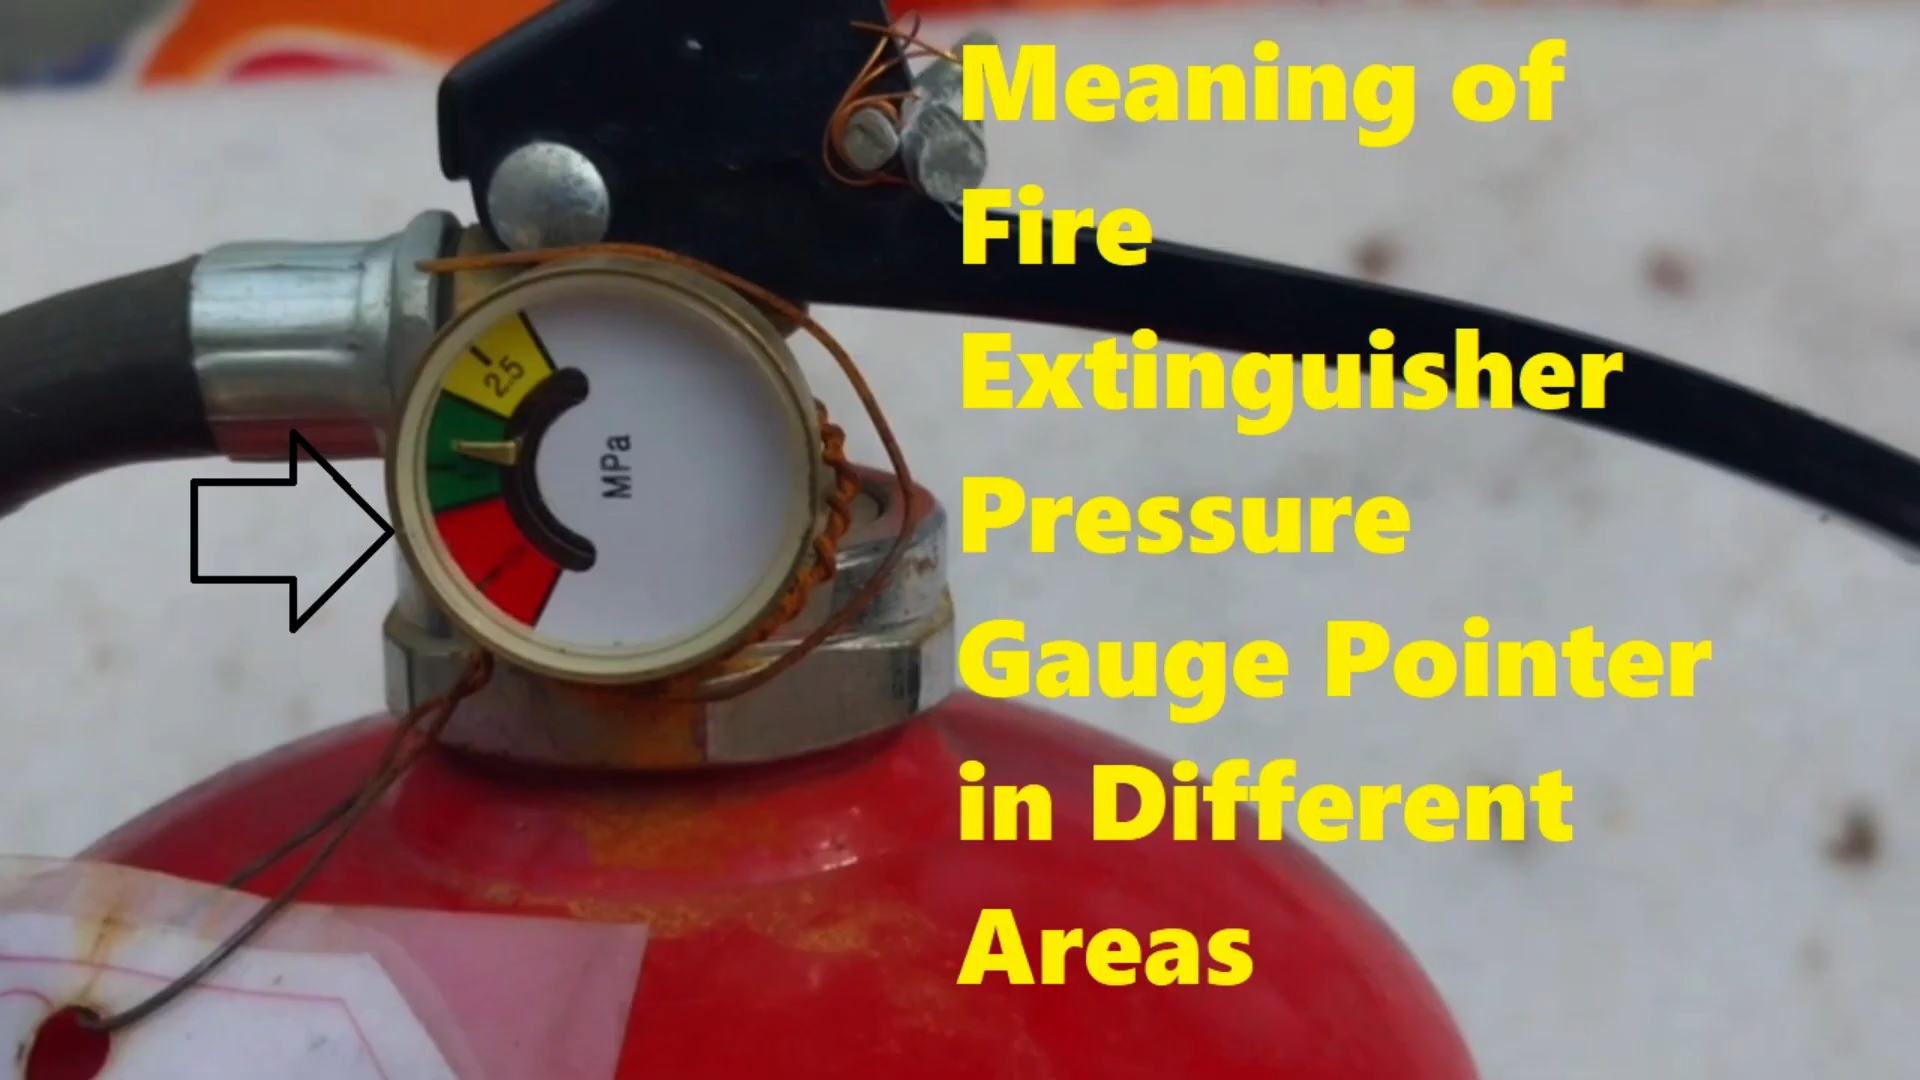 Meaning of
Fire
Extinguisher
Pressure
Gauge Pointer
in Different
Areas
2.5
MPa